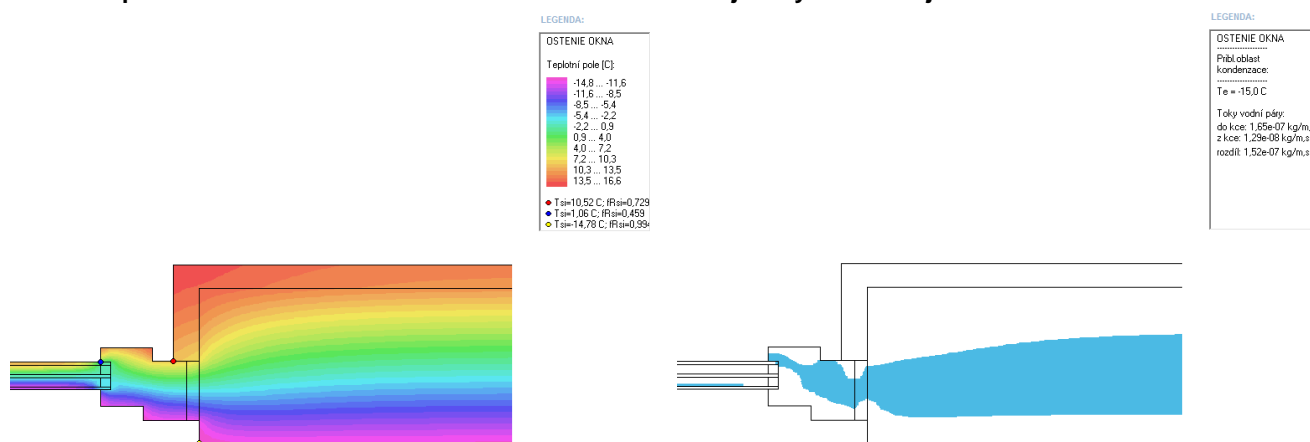 LEGENDA:
OSTENIE OKNA
Teplotní pole [C]:
-14,8 ... -11,6
-11,6 ... -8,5
-8,5 ... -5,4
-5,4 ... -2,2
-2,2 ... 0,9
0,9 ... 4,0
4,0 ... 7,2
7,2 ... 10,3
10,3 ... 13,5
13,5 ... 16,6
Tsi=10,52 C; fRsi=0,729
Tsi=1,06 C; fRsi=0,459
Tsi=-14,78 C; fRsi=0,994
LEGENDA:
OSTENIE OKNA
--------------------
Pribl.oblast
kondenzace:
--------------------
Te = -15,0 C
Toky vodní páry:
do kce: 1,65e-07 kg/m,
z kce: 1,29e-08 kg/m,s
rozdíl: 1,52e-07 kg/m,s